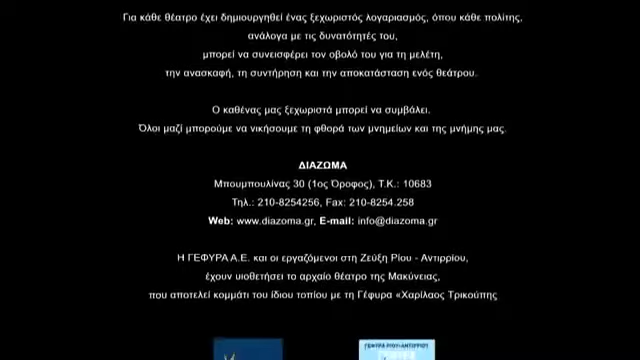 Για κάθε θέατρο έχει δημιουργηθεί ένας ξεχωριστός λογαριασμός, όπου κάθε πολίτης,
ανάλογα με τις δυνατότητές του,
μπορεί να συνεισφέρει τον οβολό του για τη μελέτη,
την ανασκαφή, τη συντήρηση και την αποκατάσταση ενός θεάτρου.
Ο καθένας μας ξεχωριστά μπορεί να συμβάλει.
Όλοι μαζί μπορούμε να νικήσουμε τη φθορά των μνημείων και της μνήμης μας.
ΔΙΑΖΩΜΑ
Μπουμπουλίνας 30 (1ος Όροφος), Τ.Κ.: 10683
Τηλ.: 210-8254256, Fax: 210-8254.258
Web: www.diazoma.gr, E-mail: info@diazoma.gr
Η ΓΕΦΥΡΑ Α.Ε. και οι εργαζόμενοι στη Ζεύξη Ρίου - Αντιρρίου,
έχουν υιοθετήσει το αρχαίο θέατρο της Μακύνειας,
που αποτελεί κομμάτι του ίδιου τοπίου με τη Γέφυρα «Χαρίλαος Τρικούπης
ΓΕΦΥΡΑ ΡΙΟΥ-ΑΝΤΙΡΡΙΟΥ